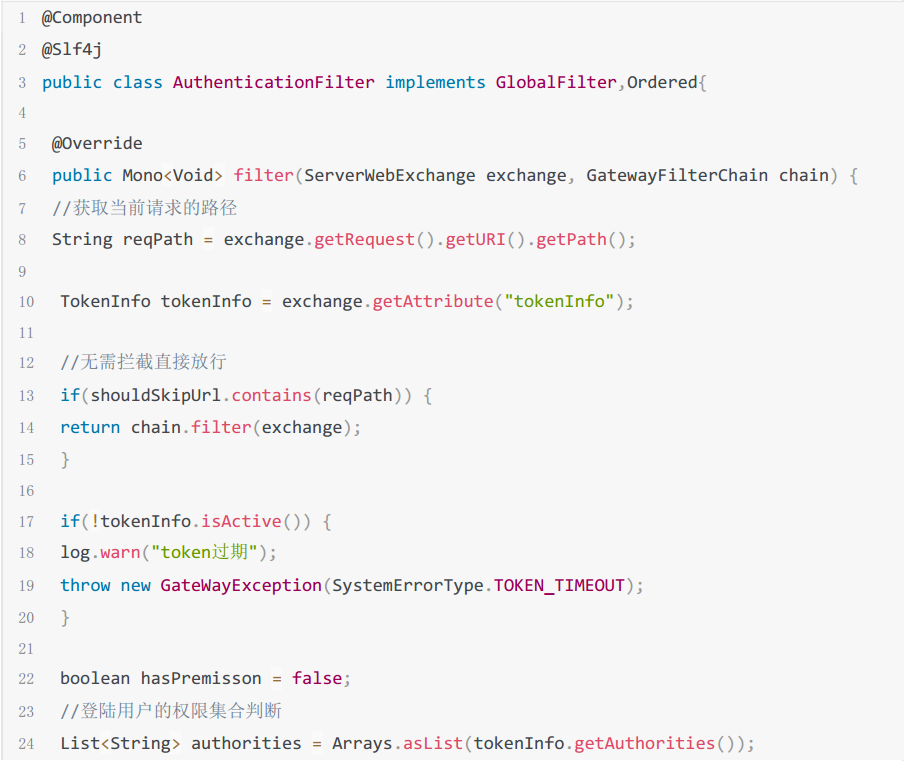 1 @Component
2 @Slf4j
3 public class AuthenticationFilter implements GlobalFilter,Ordered{
4
5 @Override
6 public Mono<Void> filter(ServerWebExchange exchange, GatewayFilterChain chain) {
7 //获取当前请求的路径
8 String reqPath = exchange.getRequest().getURI().getPath();
9
10 TokenInfo tokenInfo = exchange.getAttribute("tokenInfo");
11
12 //无需拦截直接放行
13 if(shouldSkipUrl.contains(reqPath)) {
14 return chain.filter(exchange);
15 }
16
17 if(!tokenInfo.isActive()) {
18 log.warn("token过期");
19 throw new GateWayException(SystemErrorType.TOKEN_TIMEOUT);
20 }
21
22 boolean hasPremisson = false;
23 //登陆用户的权限集合判断
24 List<String> authorities = Arrays.asList(tokenInfo.getAuthorities());